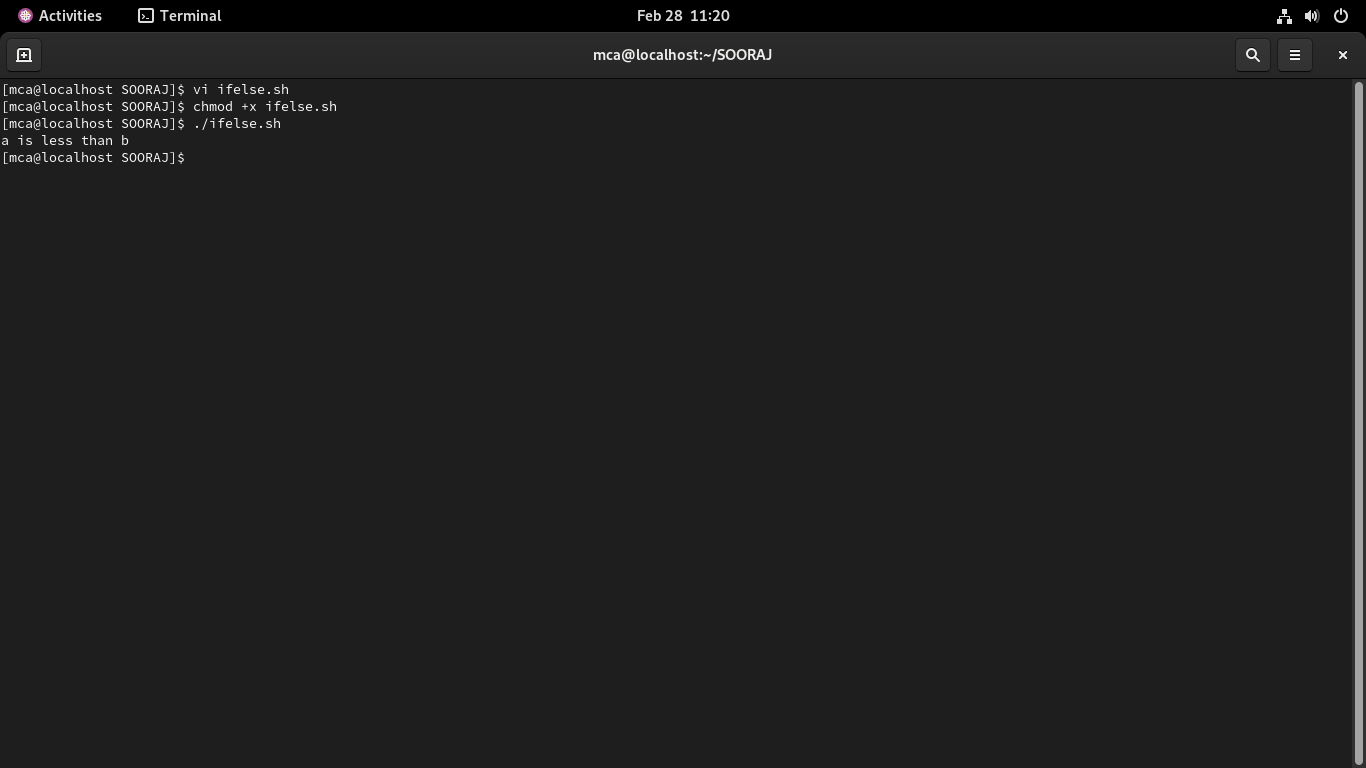 Activities Terminal Feb 28 11:20
mca@localhost:~/SOORAJ
[mca@localhost SOORAJ]$ vi ifelse.sh
[mca@localhost SOORAJ]$ chmod +x ifelse.sh
[mca@localhost SOORAJ]$ ./ifelse.sh
a is less than b
[mca@localhost SOORAJ]$